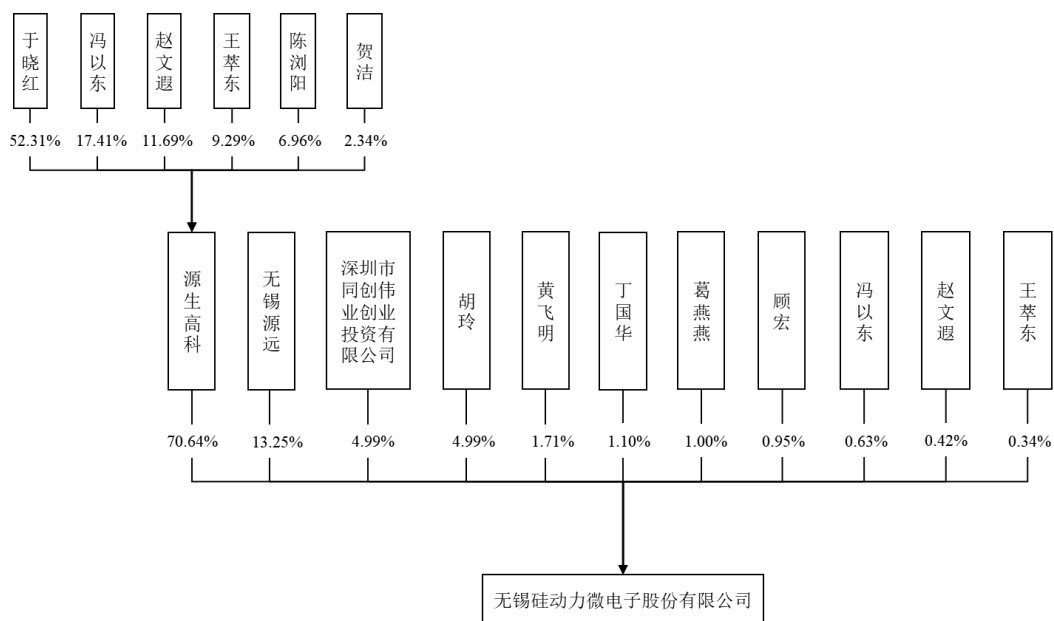 于晓红
冯以东
赵文遐
王萃东
陈浏阳
贺洁
52.31%
17.41%
11.69%
9.29%
6.96%
2.34%
源生高科
无锡源远
深圳市
同创伟
业创业
投资有
限公司
胡玲
黄飞明
丁国华
葛燕燕
顾宏
冯以东
赵文遐
王萃东
70.64%
13.25%
4.99%
4.99%
1.71%
1.10%
1.00%
0.95%
0.63%
0.42%
0.34%
无锡硅动力微电子股份有限公司